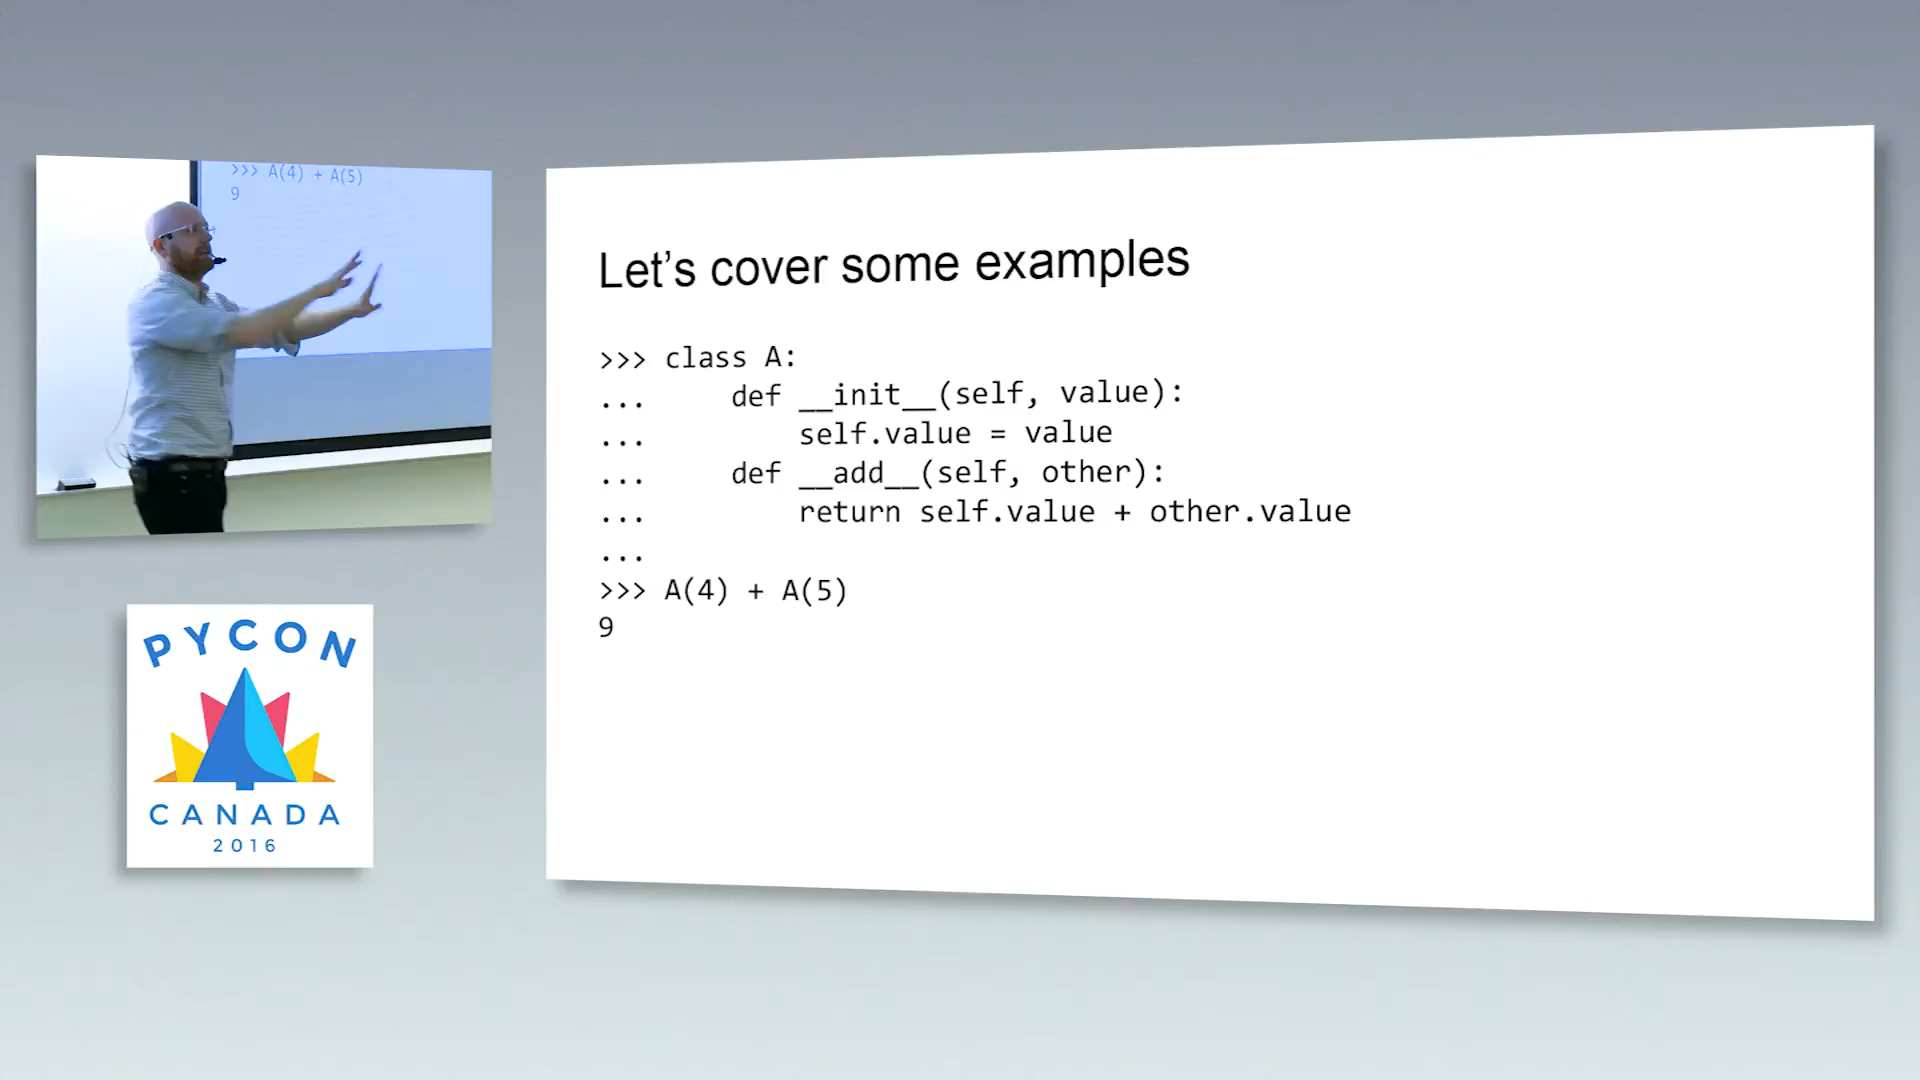 >>> A(4) + A(5)
9
PYCON
CANADA
2016
Let’s cover some examples
>>> class A:
...     def __init__(self, value):
...         self.value = value
...     def __add__(self, other):
...         return self.value + other.value
...
>>> A(4) + A(5)
9